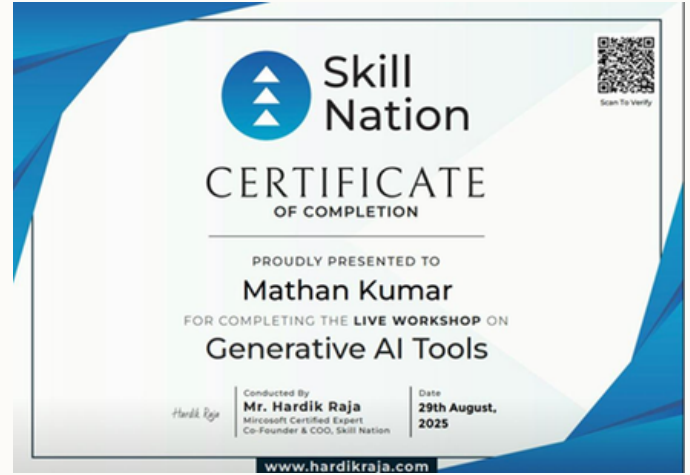 Skill
Nation
Scan To Verify
CERTIFICATE
OF COMPLETION
PROUDLY PRESENTED TO
Mathan Kumar
FOR COMPLETING THE LIVE WORKSHOP ON
Generative AI Tools
Hardik Raja
Conducted By
Mr. Hardik Raja
Mircosoft Certified Expert
Co-Founder & COO, Skill Nation
Date
29th August,
2025
www.hardikraja.com